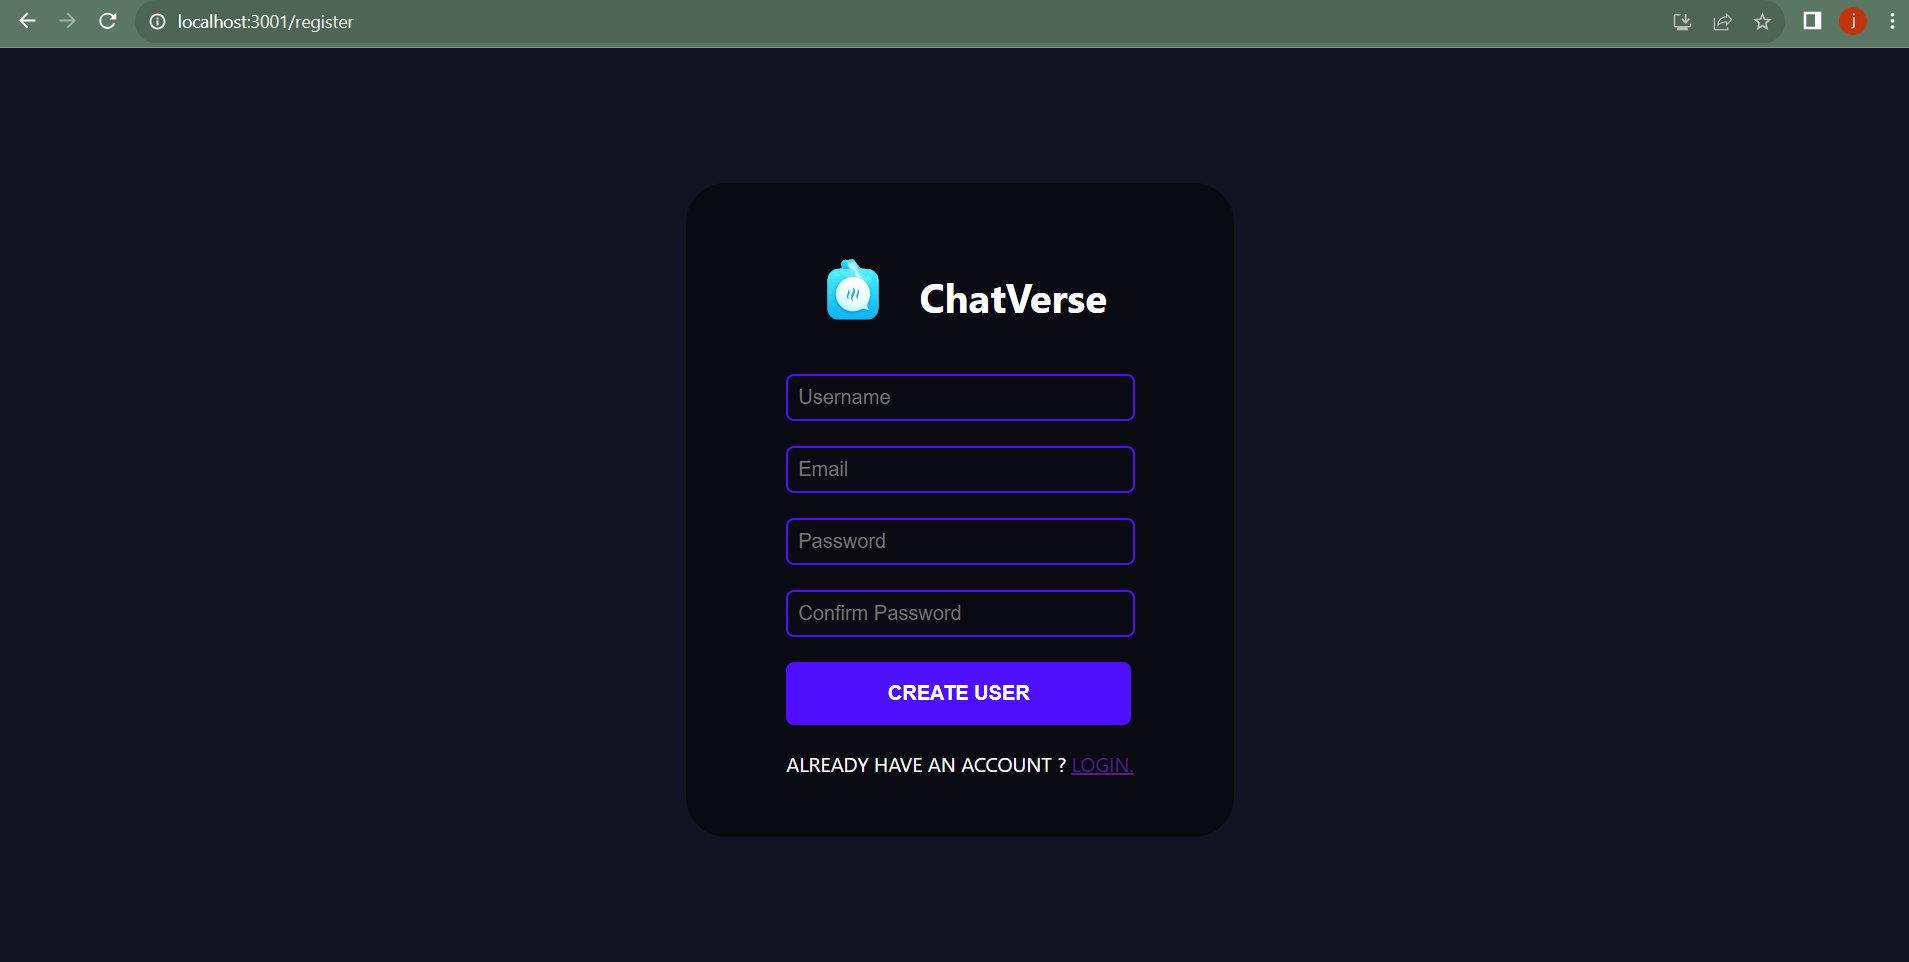 localhost:3001/register
j
ChatVerse
Username
Email
Password
Confirm Password
CREATE USER
ALREADY HAVE AN ACCOUNT ? LOGIN.